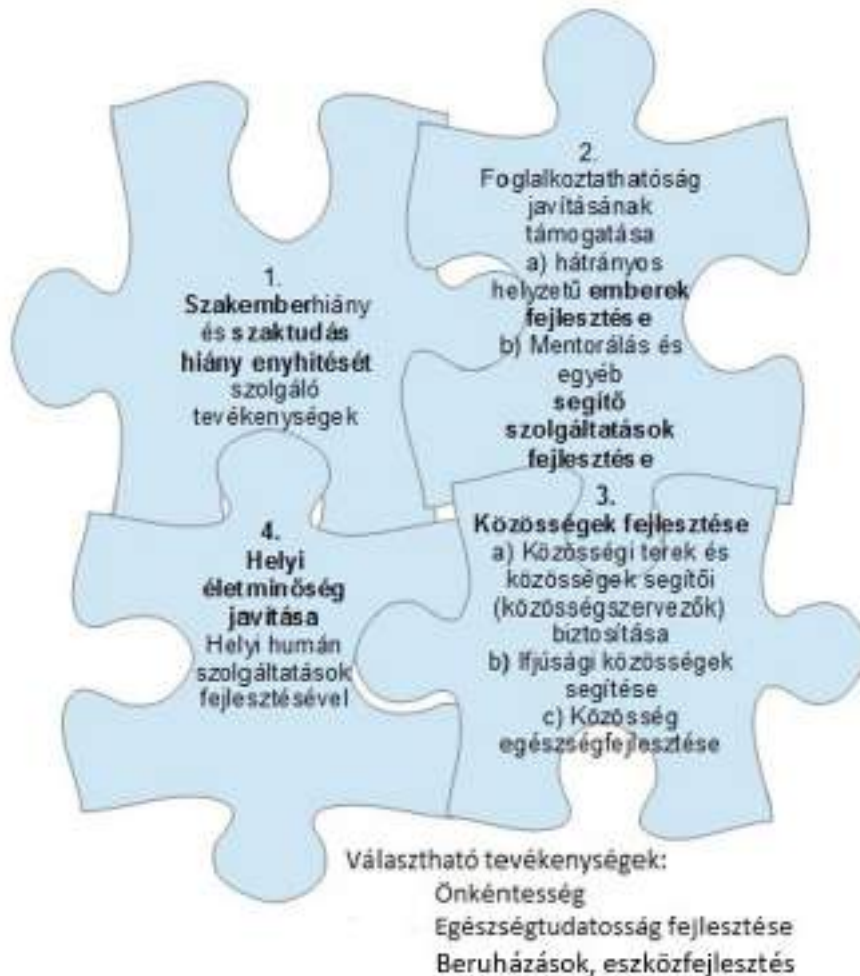 1.
Szakemberhiány
és szaktudás
hiány enyhítését
szolgáló
tevékenységek
2.
Foglalkoztathatóság
javításának
támogatása
a) hátrányos
helyzetű emberek
fejlesztése
b) Mentorálás és
egyéb
segítő
szolgáltatások
fejlesztése
3.
Közösségek fejlesztése
a) Közösségi terek és
közösségek segítői
(közösségszervezők)
biztosítása
b) Ifjúsági közösségek
segítése
c) Közösség
egészségfejlesztése
4.
Helyi
életminőség
javítása
Helyi humán
szolgáltatások
fejlesztésével
Választható tevékenységek:
Önkéntesség
Egészségtudatosság fejlesztése
Beruházások, eszközfejlesztés